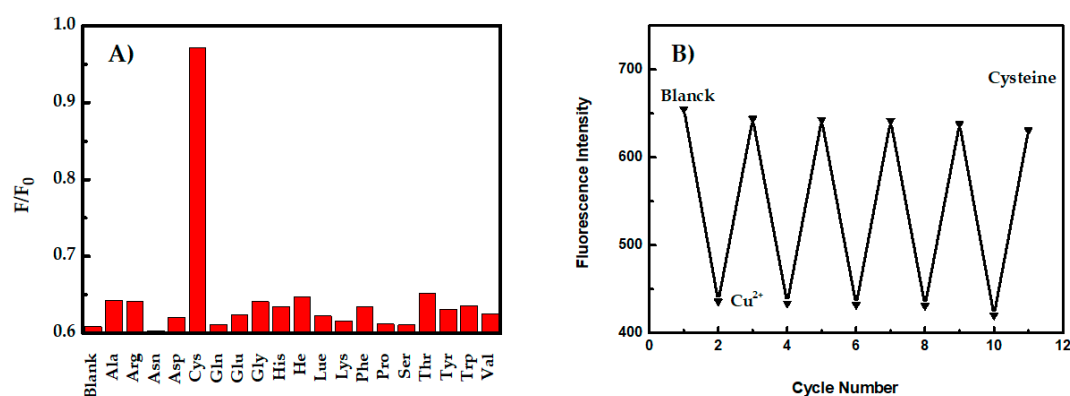 A)
1.0
0.9
0.8
0.7
0.6
F/F0
Blank
Ala
Arg
Asn
Asp
Cys
Gln
Glu
Gly
His
He
Lue
Lys
Phe
Pro
Ser
Thr
Tyr
Trp
Val
B)
700
600
500
400
Fluorescence Intensity
Blanck
Cysteine
Cu2+
0
2
4
6
8
10
12
Cycle Number